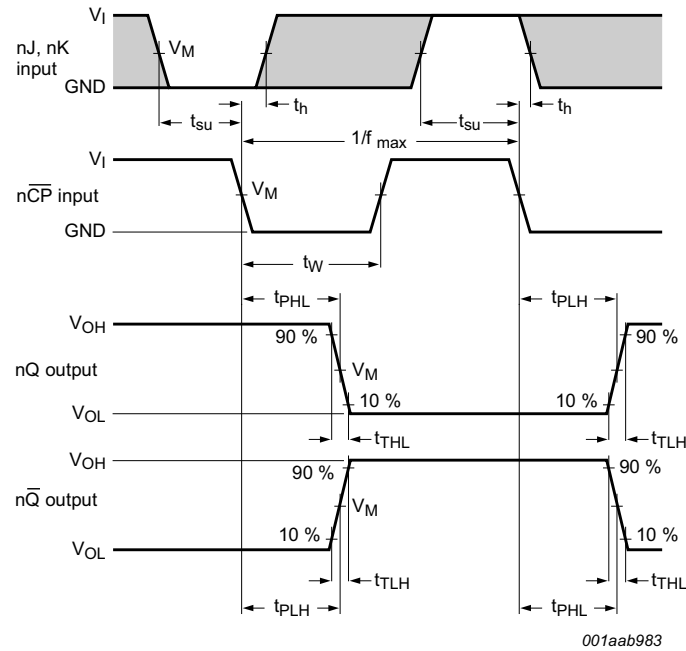 VI
nJ, nK
input
VM
GND
th
th
tsu
tsu
1/f max
VI
nC̅P̅ input
VM
GND
tW
tPHL
tPLH
VOH
90 %
90 %
nQ output
VM
10 %
10 %
VOL
tTHL
tTLH
VOH
90 %
90 %
nQ̅ output
VM
10 %
10 %
VOL
tTLH
tTHL
tPLH
tPHL
001aab983